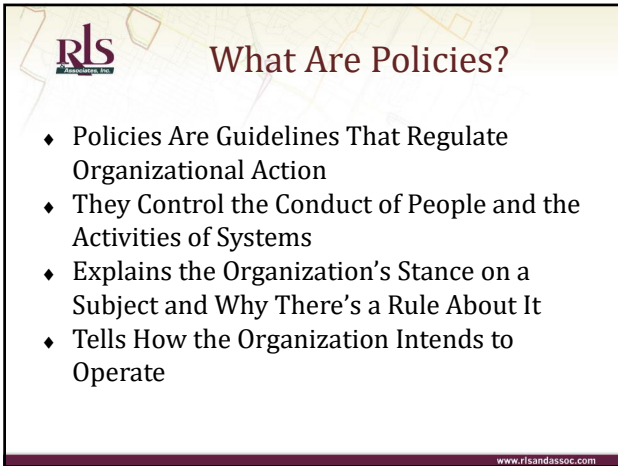 RLS
& Associates, Inc.
What Are Policies?
♦ Policies Are Guidelines That Regulate
Organizational Action
♦ They Control the Conduct of People and the
Activities of Systems
♦ Explains the Organization’s Stance on a
Subject and Why There’s a Rule About It
♦ Tells How the Organization Intends to
Operate
www.rlsandassoc.com